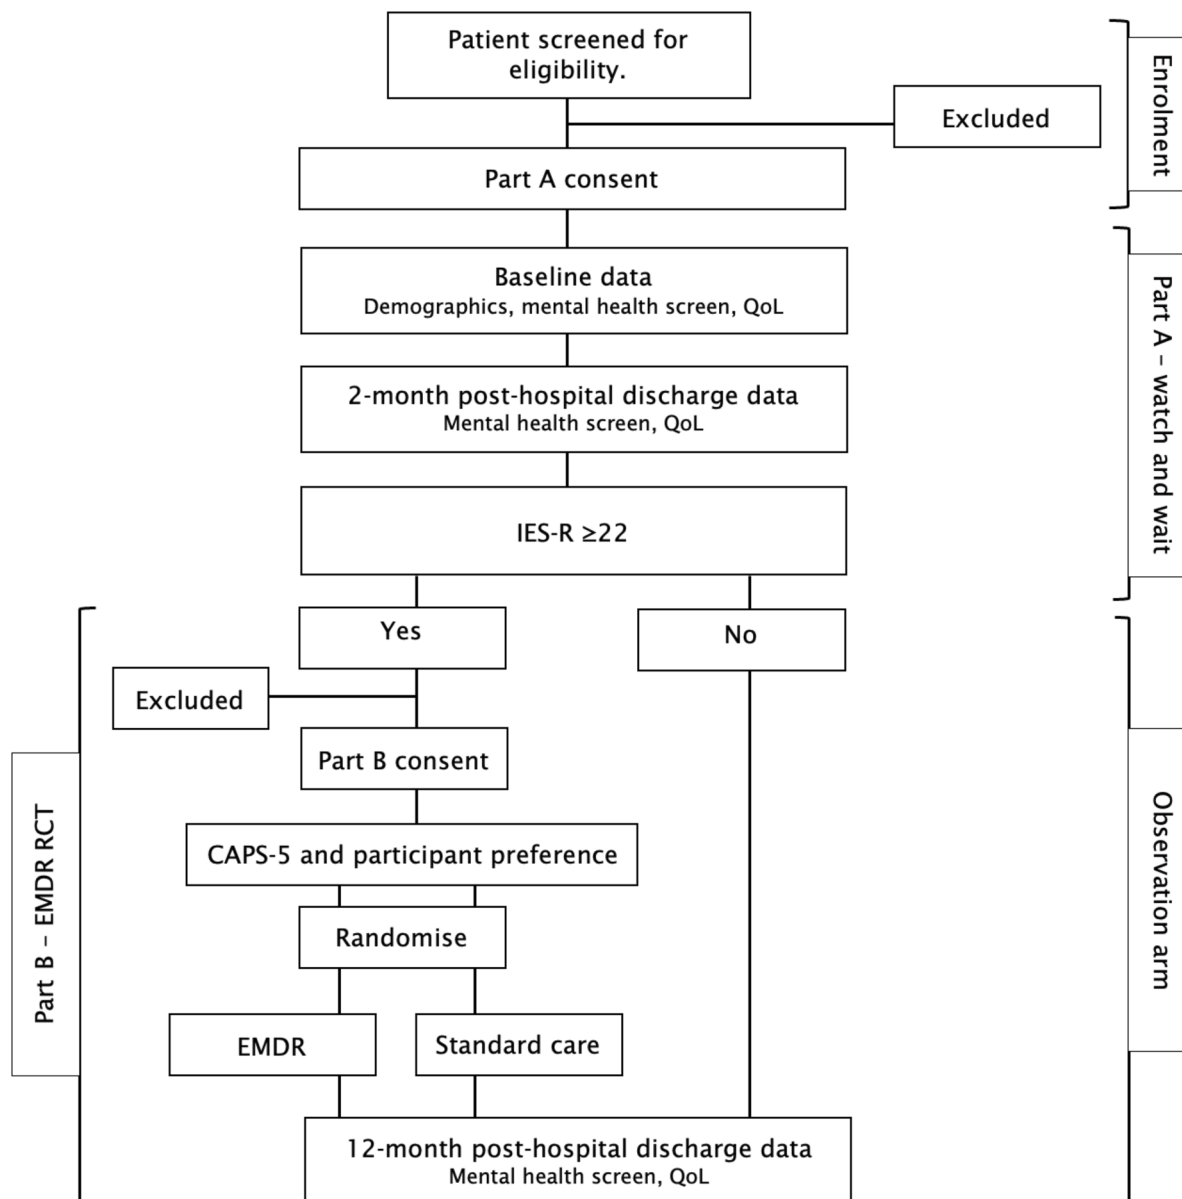 Patient screened for
eligibility.
Excluded
Enrolment
Part A consent
Baseline data
Demographics, mental health screen, QoL
2-month post-hospital discharge data
Mental health screen, QoL
Part A – watch and wait
IES-R ≥22
Yes
No
Excluded
Part B consent
CAPS-5 and participant preference
Part B – EMDR RCT
Observation arm
Randomise
EMDR
Standard care
12-month post-hospital discharge data
Mental health screen, QoL